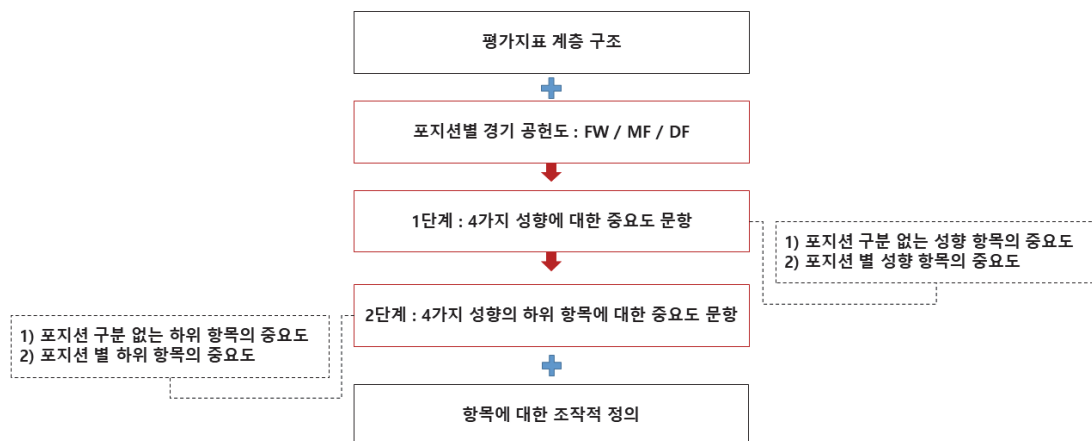 평가지표 계층 구조
포지션별 경기 공헌도 : FW / MF / DF
1단계 : 4가지 성향에 대한 중요도 문항
1) 포지션 구분 없는 성향 항목의 중요도
2) 포지션 별 성향 항목의 중요도
2단계 : 4가지 성향의 하위 항목에 대한 중요도 문항
1) 포지션 구분 없는 하위 항목의 중요도
2) 포지션 별 하위 항목의 중요도
항목에 대한 조작적 정의